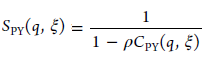 S_PY(q, ξ) = 1 / (1 − ρC_PY(q, ξ))